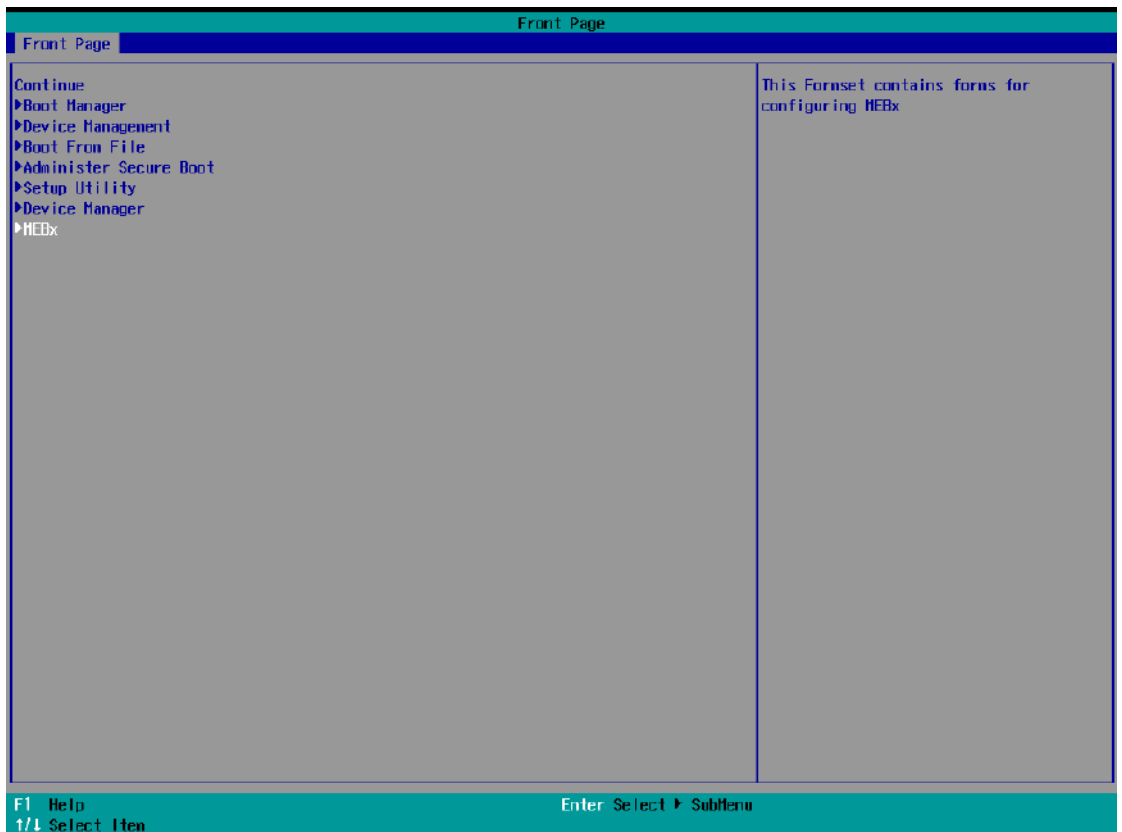 Front Page
Front Page
Continue
▶Boot Manager
▶Device Management
▶Boot From File
▶Administer Secure Boot
▶Setup Utility
▶Device Manager
▶MEBx
This Formset contains forms for
configuring MEBx
F1 Help
Enter Select ▶ SubMenu
↑/↓ Select Item